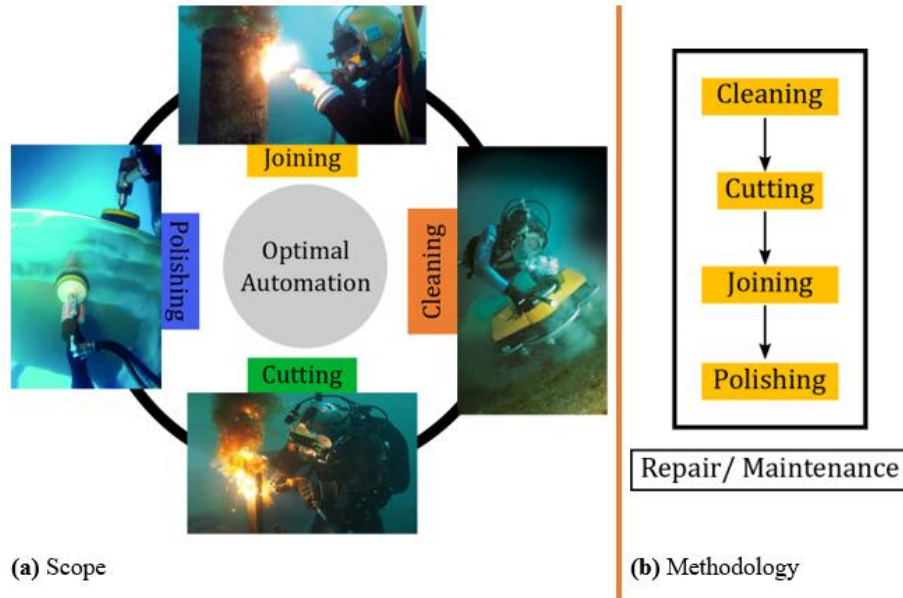 Joining
Polishing
Optimal
Automation
Cleaning
Cutting
(a) Scope
Cleaning
Cutting
Joining
Polishing
Repair/ Maintenance
(b) Methodology